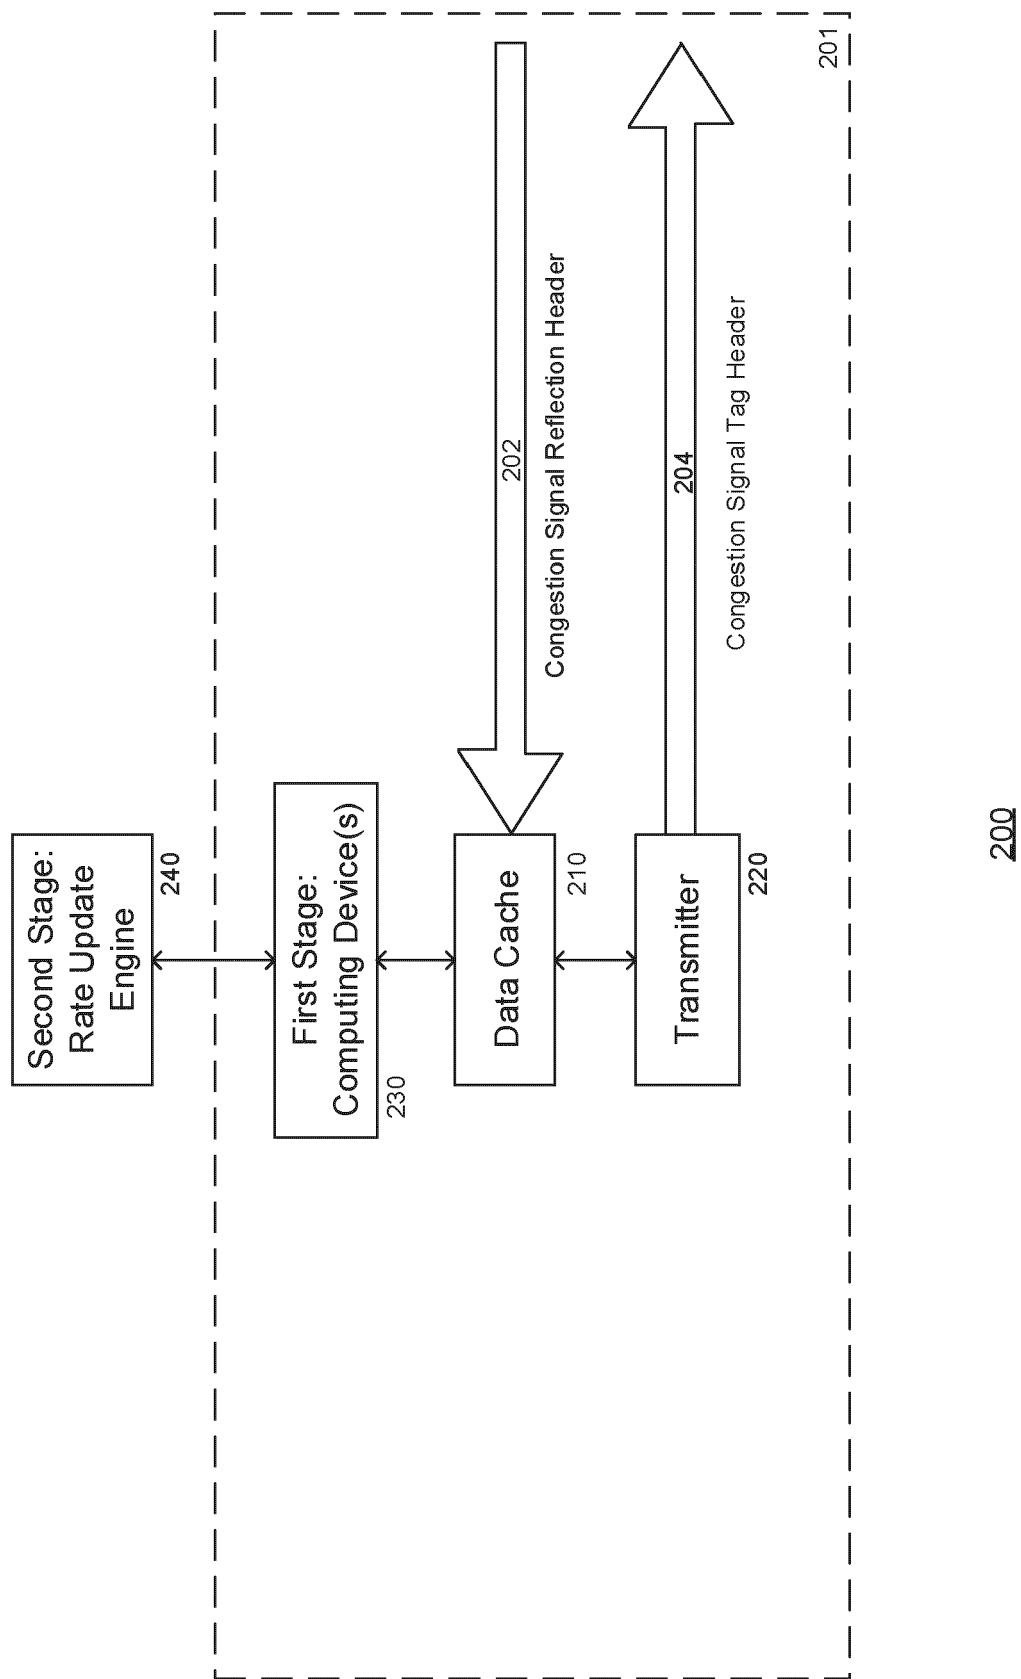 Second Stage:
Rate Update
Engine
240
First Stage:
Computing Device(s)
230
Data Cache
210
Transmitter
220
202
Congestion Signal Reflection Header
204
Congestion Signal Tag Header
201
200